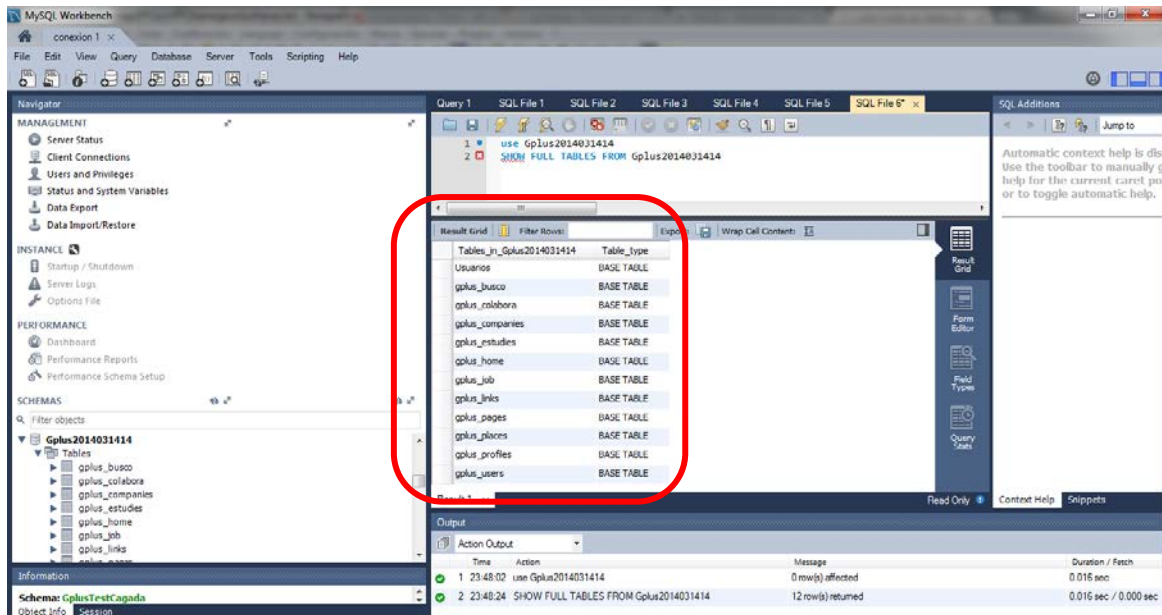 MySQL Workbench
conexion 1 ×
File Edit View Query Database Server Tools Scripting Help
Navigator
MANAGEMENT
Server Status
Client Connections
Users and Privileges
Status and System Variables
Data Export
Data Import/Restore
INSTANCE
Startup / Shutdown
Server Logs
Options File
PERFORMANCE
Dashboard
Performance Reports
Performance Schema Setup
SCHEMAS
Filter objects
Gplus2014031414
Tables
gplus_busco
gplus_colabora
gplus_companies
gplus_estudies
gplus_home
gplus_job
gplus_links
gplus_pages
Information
Schema: GplusTestCagada
Object Info Session
Query 1 SQL File 1 SQL File 2 SQL File 3 SQL File 4 SQL File 5 SQL File 6* ×
1 use Gplus2014031414
2 SHOW FULL TABLES FROM Gplus2014031414
Result Grid Filter Rows: Export: Wrap Cell Content:
Tables_in_Gplus2014031414 Table_type
Usuarios BASE TABLE
gplus_busco BASE TABLE
gplus_colabora BASE TABLE
gplus_companies BASE TABLE
gplus_estudies BASE TABLE
gplus_home BASE TABLE
gplus_job BASE TABLE
gplus_links BASE TABLE
gplus_pages BASE TABLE
gplus_places BASE TABLE
gplus_profiles BASE TABLE
gplus_users BASE TABLE
Result 1
Read Only
Result Grid
Form Editor
Field Types
Query Stats
Output
Action Output
Time Action Message Duration / Fetch
1 23:48:02 use Gplus2014031414 0 row(s) affected 0.016 sec
2 23:48:24 SHOW FULL TABLES FROM Gplus2014031414 12 row(s) returned 0.016 sec / 0.000 sec
SQL Additions
Jump to
Automatic context help is dis
Use the toolbar to manually g
help for the current caret po
or to toggle automatic help.
Context Help Snippets